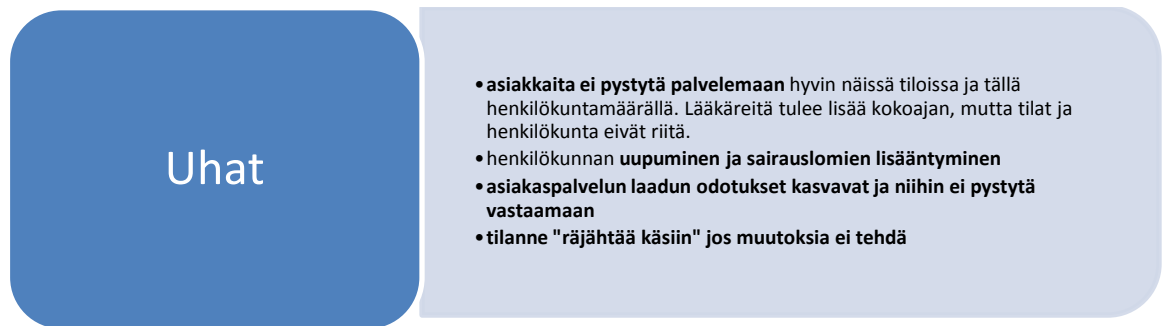 Uhat
•asiakkaita ei pystytä palvelemaan hyvin näissä tiloissa ja tällä
henkilökuntamäärällä. Lääkäreitä tulee lisää kokoajan, mutta tilat ja
henkilökunta eivät riitä.
•henkilökunnan uupuminen ja sairauslomien lisääntyminen
•asiakaspalvelun laadun odotukset kasvavat ja niihin ei pystytä
vastaamaan
•tilanne "räjähtää käsiin" jos muutoksia ei tehdä